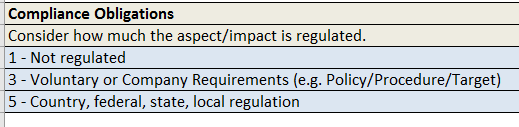 Compliance Obligations
Consider how much the aspect/impact is regulated.
1 - Not regulated
3 - Voluntary or Company Requirements (e.g. Policy/Procedure/Target)
5 - Country, federal, state, local regulation